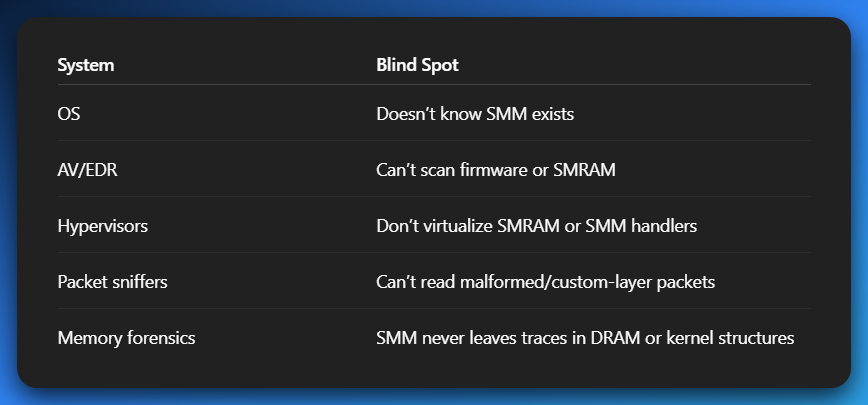 System Blind Spot
OS Doesn’t know SMM exists
AV/EDR Can’t scan firmware or SMRAM
Hypervisors Don’t virtualize SMRAM or SMM handlers
Packet sniffers Can’t read malformed/custom-layer packets
Memory forensics SMM never leaves traces in DRAM or kernel structures